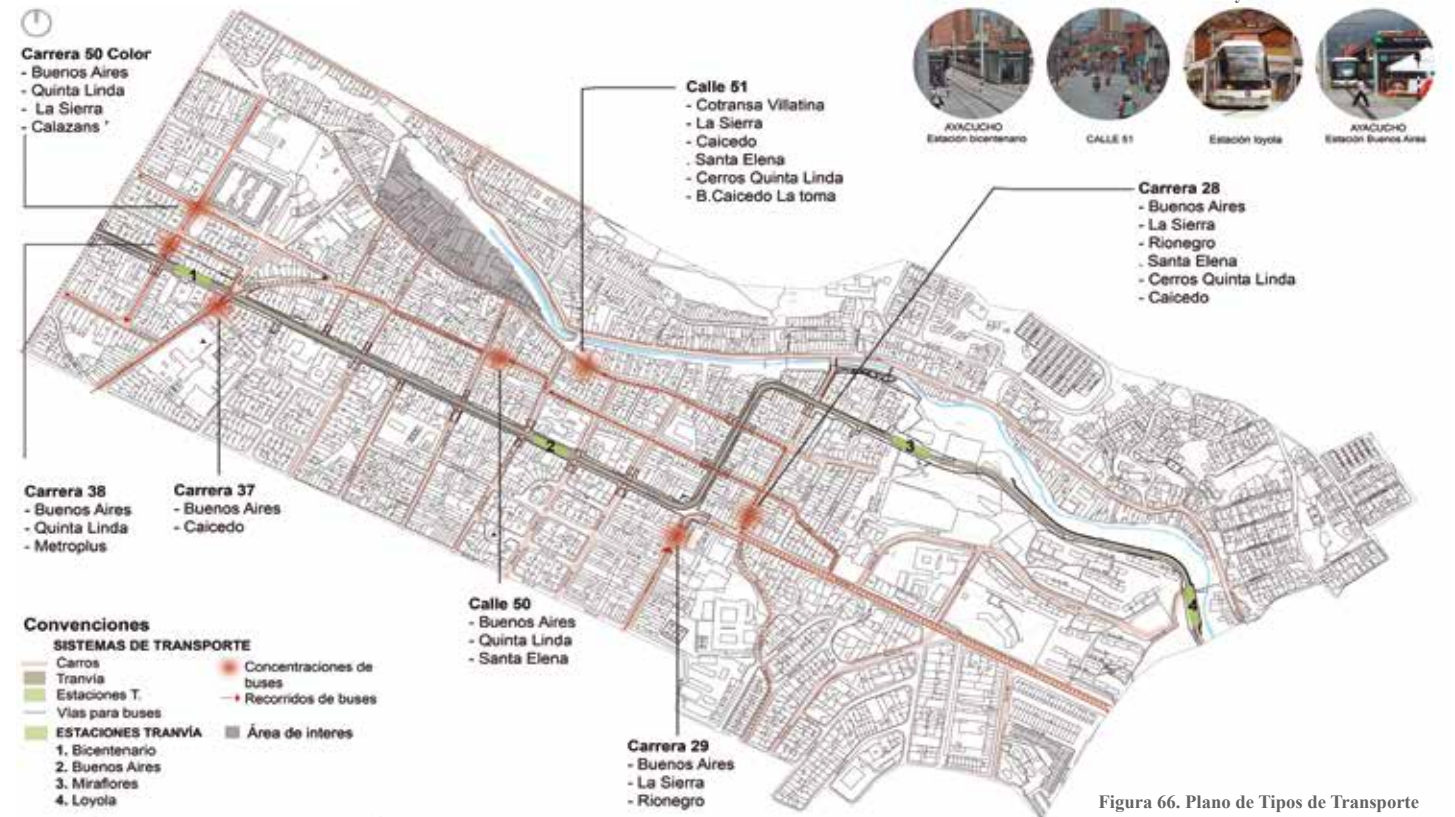 Carrera 50 Color
- Buenos Aires
- Quinta Linda
- La Sierra
- Calazans '
Calle 51
- Cotransa Villatina
- La Sierra
- Caicedo
. Santa Elena
- Cerros Quinta Linda
- B.Caicedo La toma
AYACUCHO
Estación bicentenario
CALLE 51
Estación loyola
AYACUCHO
Estación Buenos Aires
Carrera 28
- Buenos Aires
- La Sierra
- Rionegro
. Santa Elena
- Cerros Quinta Linda
- Caicedo
1
2
3
4
Carrera 38
- Buenos Aires
- Quinta Linda
- Metroplus
Carrera 37
- Buenos Aires
- Caicedo
Calle 50
- Buenos Aires
- Quinta Linda
- Santa Elena
Carrera 29
- Buenos Aires
- La Sierra
- Rionegro
Convenciones
SISTEMAS DE TRANSPORTE
Carros
Tranvía
Estaciones T.
Vías para buses
Concentraciones de
buses
Recorridos de buses
ESTACIONES TRANVÍA
1. Bicentenario
2. Buenos Aires
3. Miraflores
4. Loyola
Área de interes
Figura 66. Plano de Tipos de Transporte